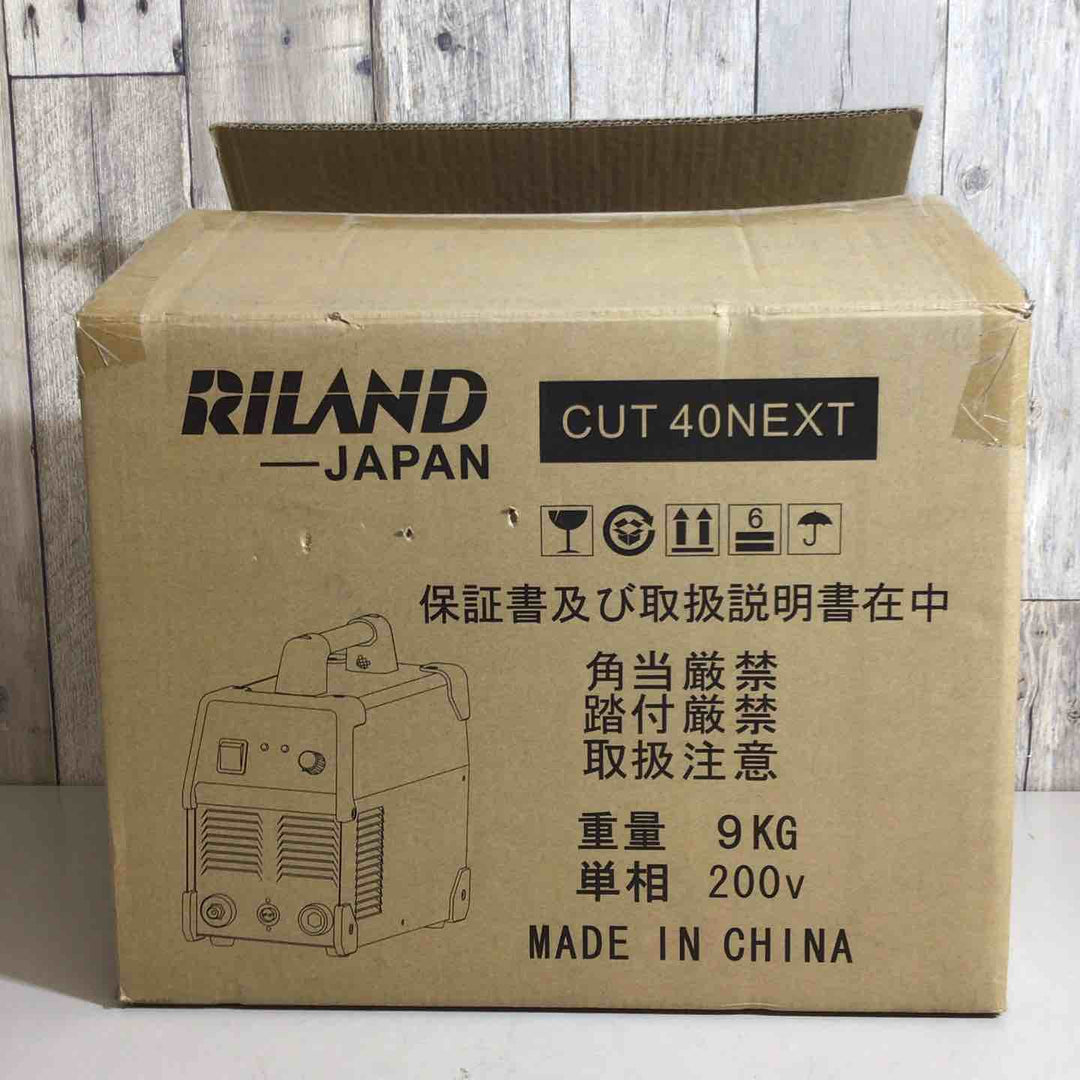 RILAND
—JAPAN
CUT 40NEXT
6
保証書及び取扱説明書在中
角当厳禁
踏付厳禁
取扱注意
重量 9KG
単相 200v
MADE IN CHINA